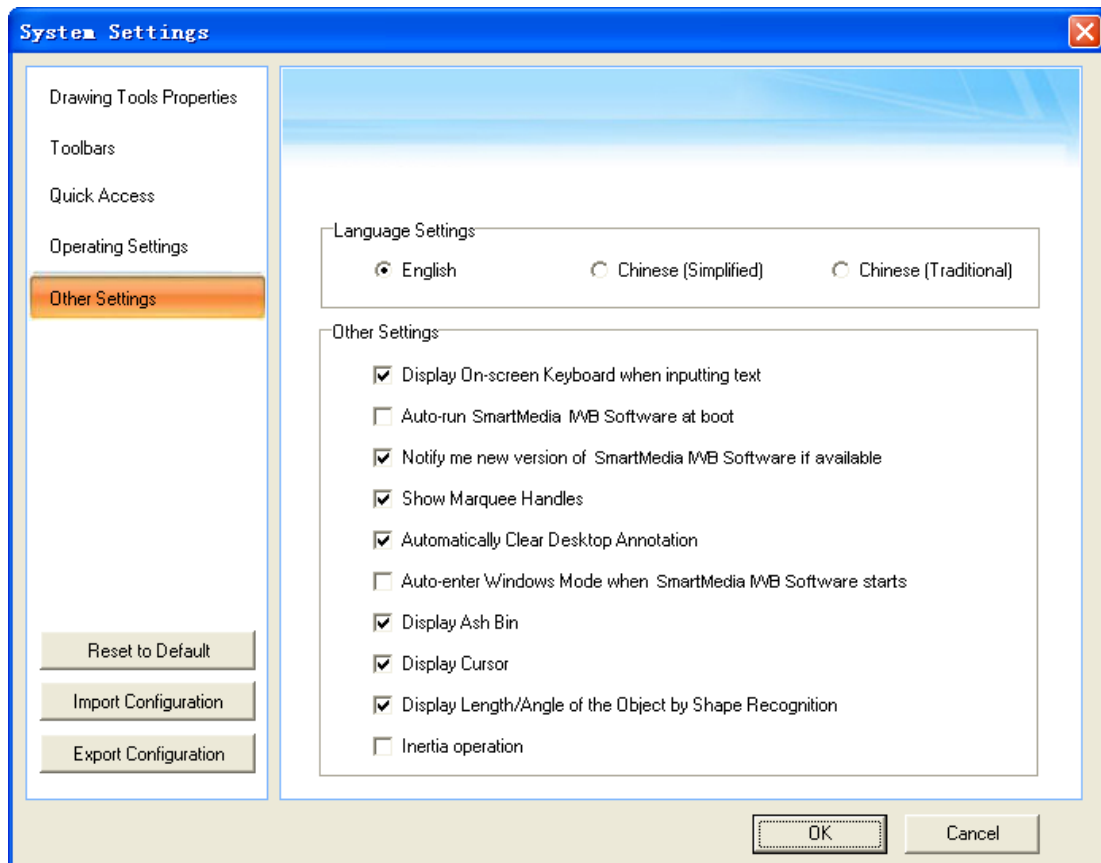 System Settings
Drawing Tools Properties
Toolbars
Quick Access
Operating Settings
Other Settings
Reset to Default
Import Configuration
Export Configuration
Language Settings
English Chinese (Simplified) Chinese (Traditional)
Other Settings
Display On-screen Keyboard when inputting text
Auto-run SmartMedia IWB Software at boot
Notify me new version of SmartMedia IWB Software if available
Show Marquee Handles
Automatically Clear Desktop Annotation
Auto-enter Windows Mode when SmartMedia IWB Software starts
Display Ash Bin
Display Cursor
Display Length/Angle of the Object by Shape Recognition
Inertia operation
OK Cancel